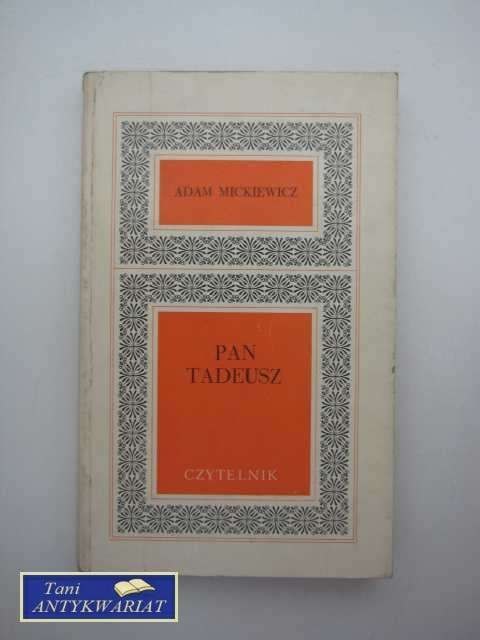 ADAM MICKIEWICZ
PAN
TADEUSZ
CZYTELNIK
Tani
ANTYKWARIAT